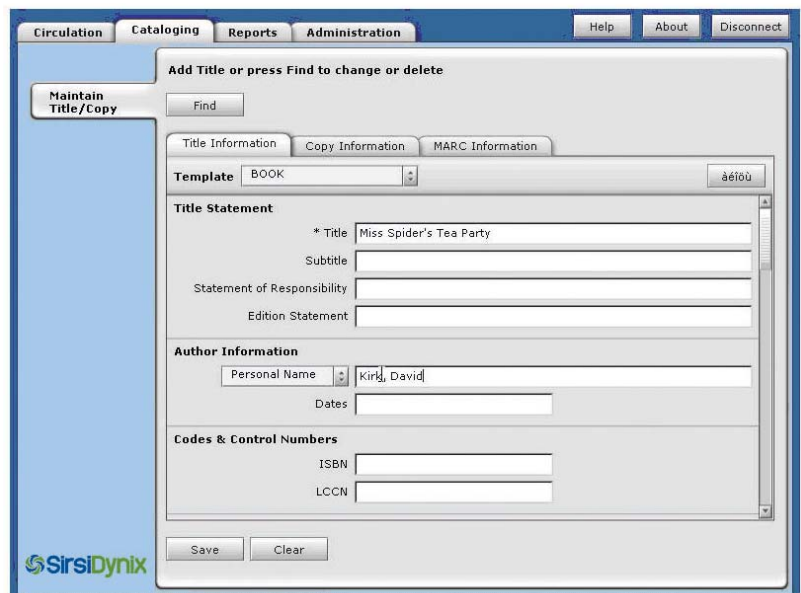 Circulation Cataloging Reports Administration Help About Disconnect
Add Title or press Find to change or delete
Maintain
Title/Copy
Find
Title Information Copy Information MARC Information
Template BOOK àéîöù
Title Statement
* Title Miss Spider's Tea Party
Subtitle
Statement of Responsibility
Edition Statement
Author Information
Personal Name Kirk, David
Dates
Codes & Control Numbers
ISBN
LCCN
Save Clear
SirsiDynix